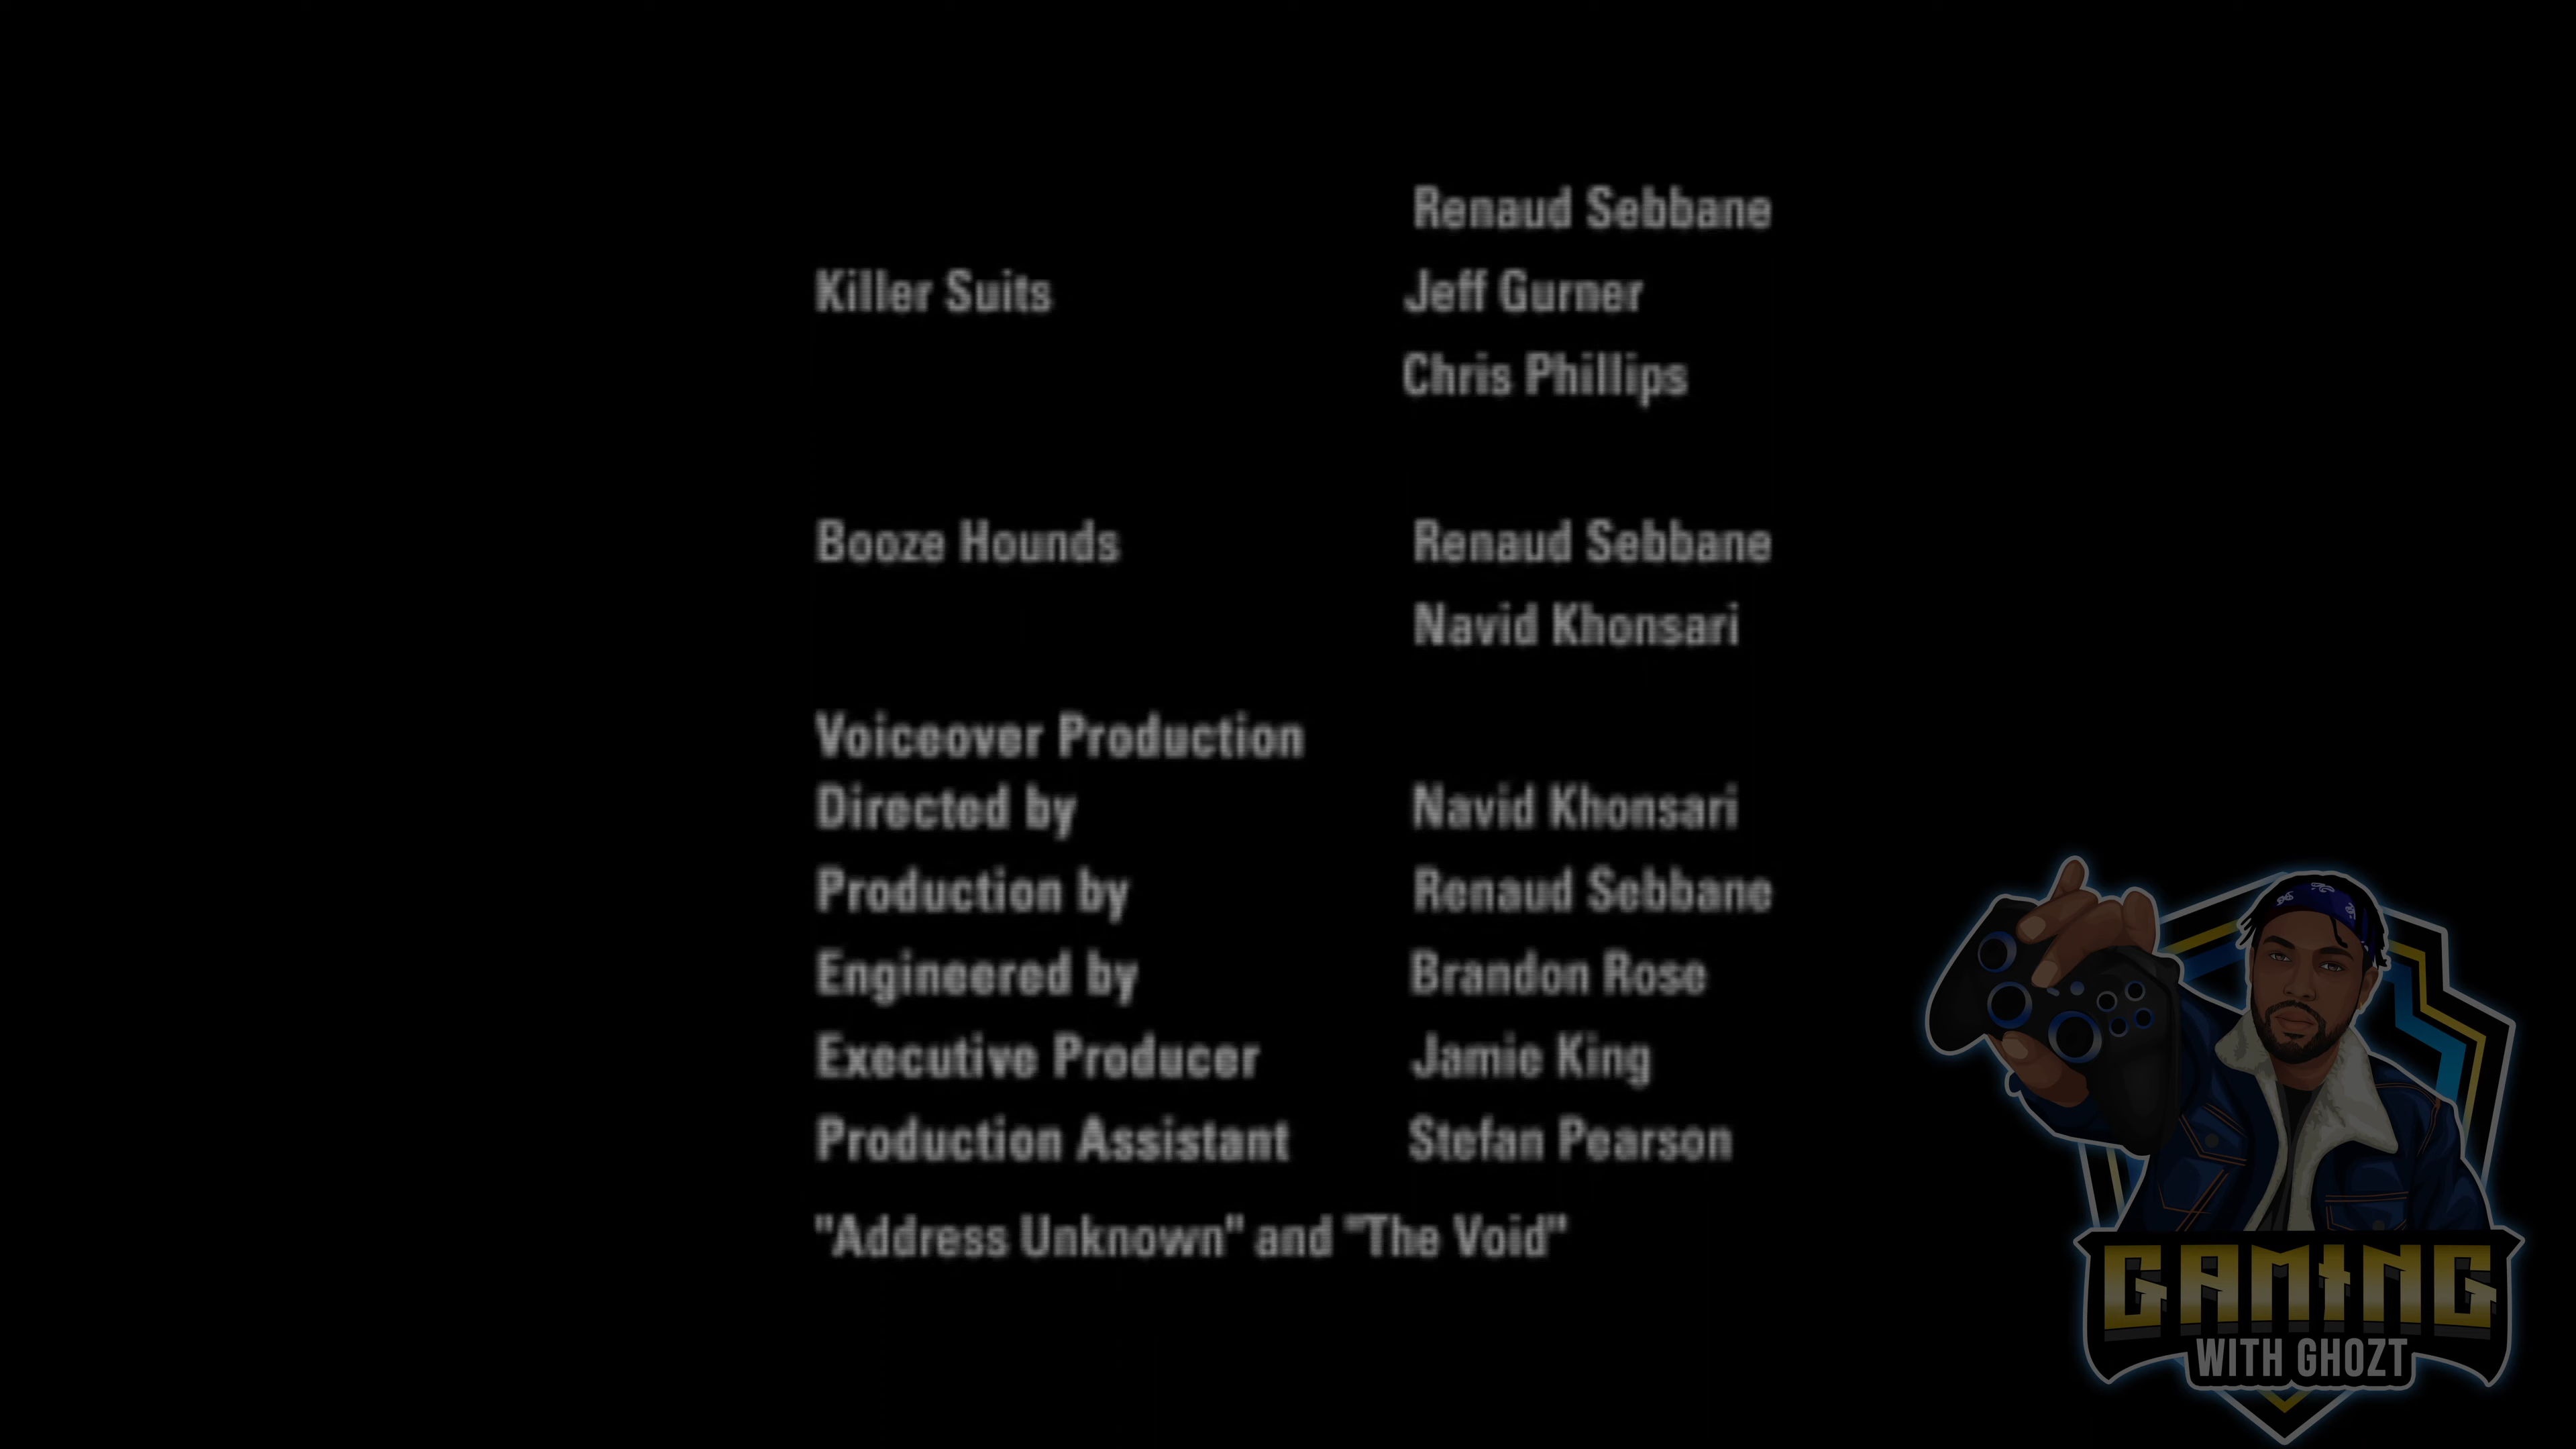 Renaud Sebbane
Killer Suits Jeff Gurner
Chris Phillips
Booze Hounds Renaud Sebbane
Navid Khonsari
Voiceover Production
Directed by Navid Khonsari
Production by Renaud Sebbane
Engineered by Brandon Rose
Executive Producer Jamie King
Production Assistant Stefan Pearson
"Address Unknown" and "The Void"
GAMING
WITH GHOZT